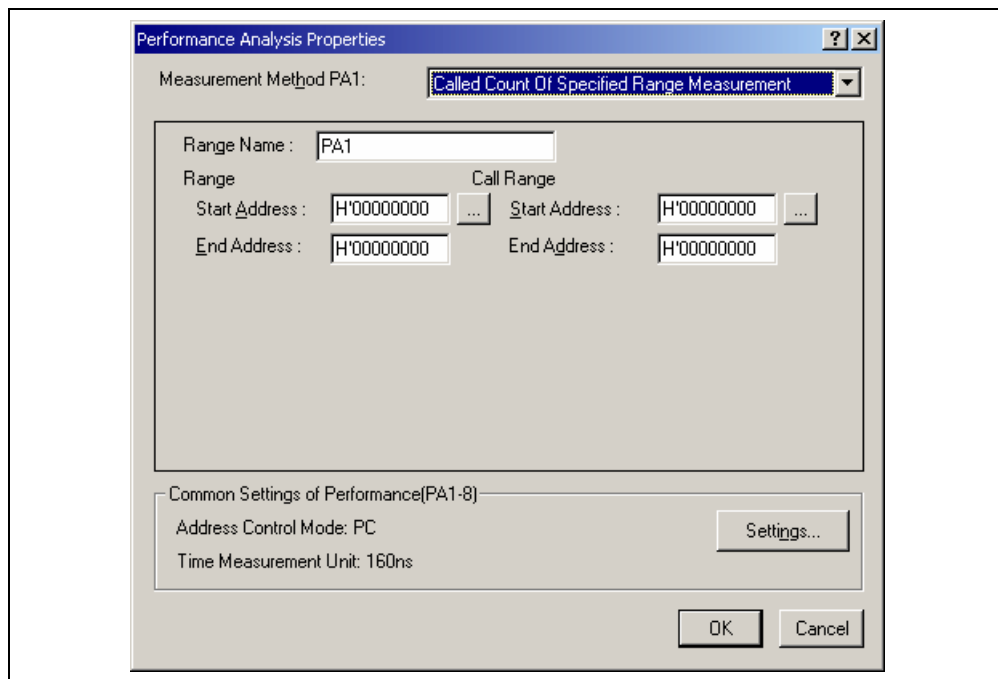 Performance Analysis Properties
Measurement Method PA1: Called Count Of Specified Range Measurement
Range Name : PA1
Range Call Range
Start Address : H'00000000 ... Start Address : H'00000000 ...
End Address : H'00000000 End Address : H'00000000
Common Settings of Performance(PA1-8)
Address Control Mode: PC
Settings...
Time Measurement Unit: 160ns
OK Cancel